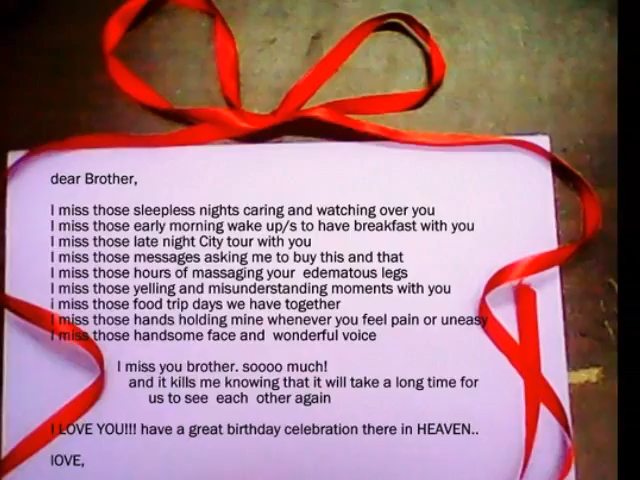 dear Brother,
I miss those sleepless nights caring and watching over you
I miss those early morning wake up/s to have breakfast with you
I miss those late night City tour with you
I miss those messages asking me to buy this and that
I miss those hours of massaging your  edematous legs
I miss those yelling and misunderstanding moments with you
i miss those food trip days we have together
I miss those hands holding mine whenever you feel pain or uneasy
I miss those handsome face and  wonderful voice
I miss you brother. soooo much!
and it kills me knowing that it will take a long time for
us to see  each  other again
I LOVE YOU!!! have a great birthday celebration there in HEAVEN..
lOVE,